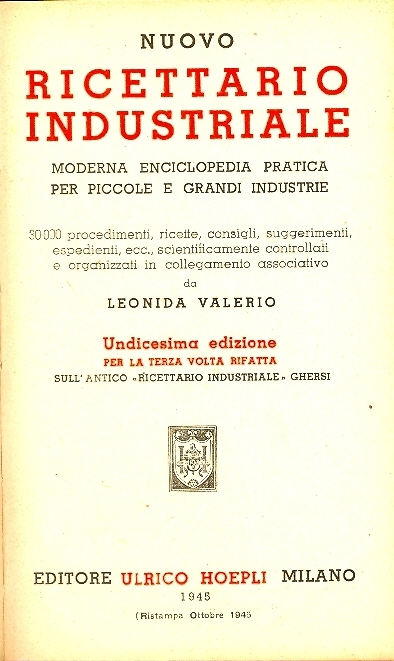 NUOVO
RICETTARIO
INDUSTRIALE
MODERNA ENCICLOPEDIA PRATICA
PER PICCOLE E GRANDI INDUSTRIE
30000 procedimenti, ricette, consigli, suggerimenti,
espedienti, ecc., scientificamente controllati
e organizzati in collegamento associativo
da
LEONIDA VALERIO
Undicesima edizione
PER LA TERZA VOLTA RIFATTA
SULL'ANTICO «RICETTARIO INDUSTRIALE» GHERSI
EDITORE ULRICO HOEPLI MILANO
1945
(Ristampa Ottobre 1945